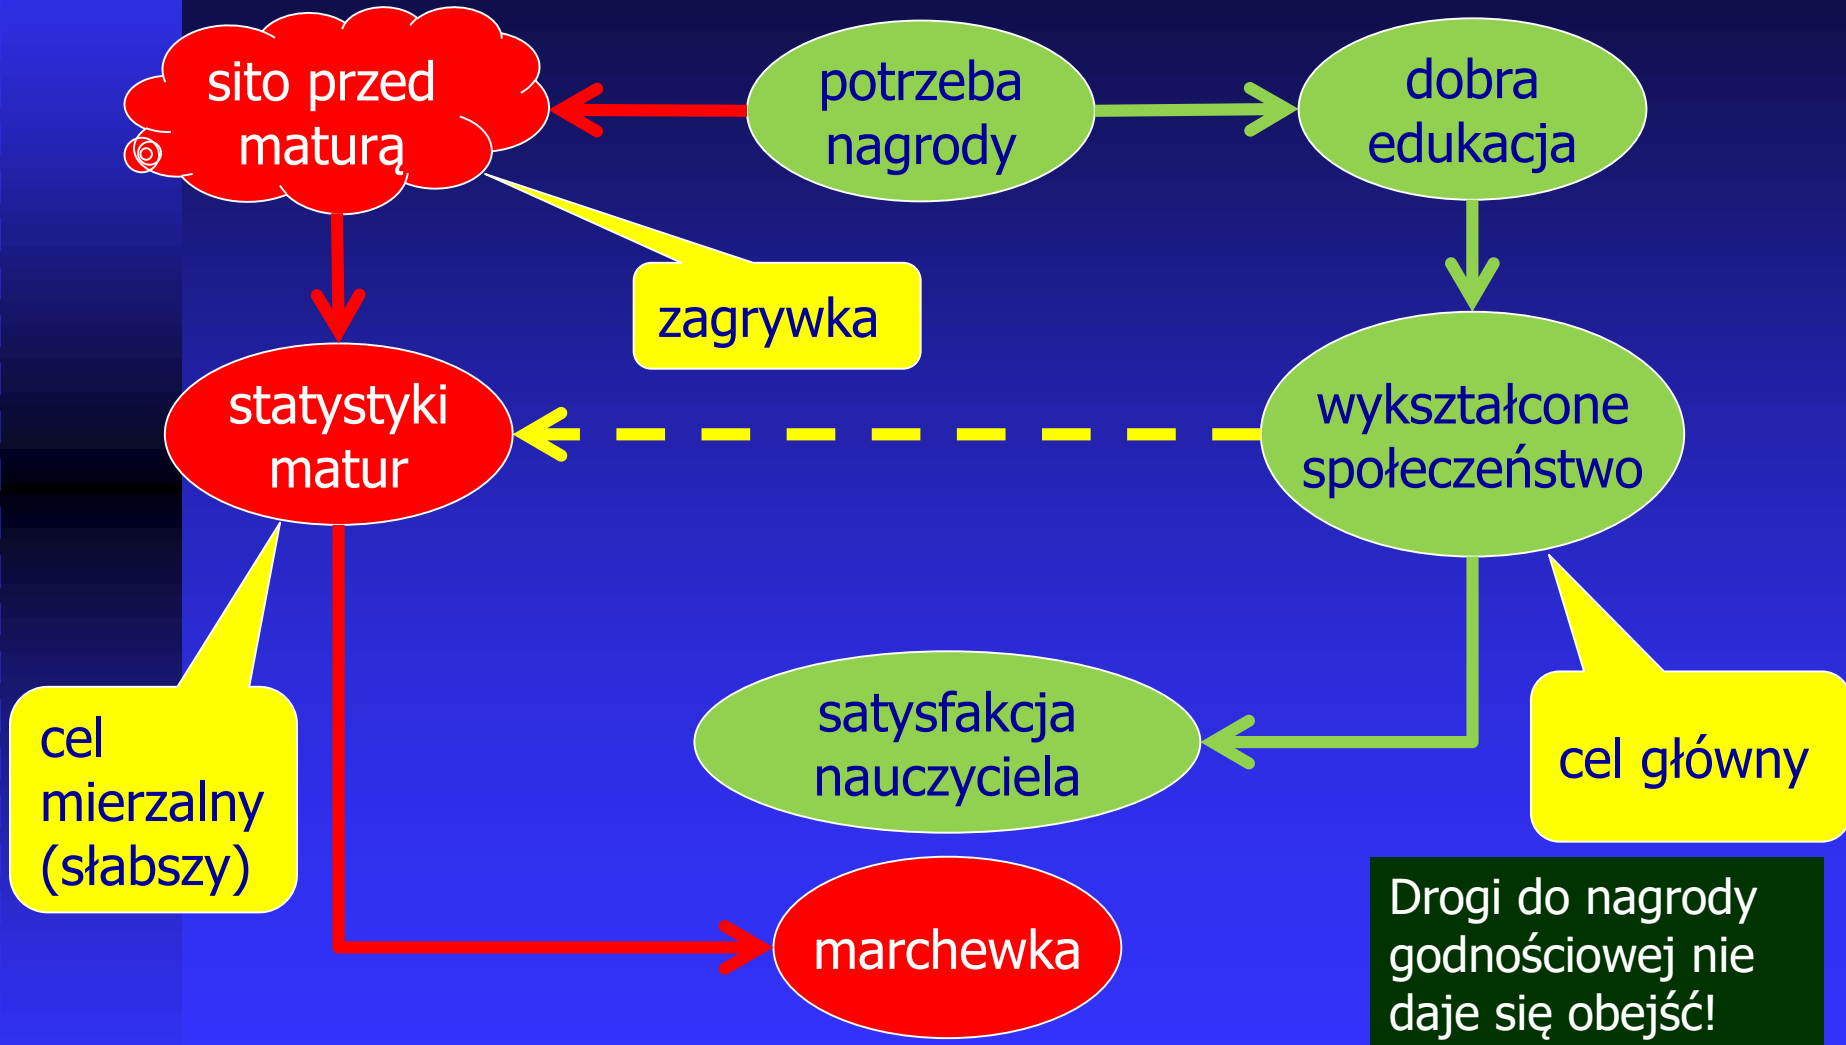 sito przed
maturą
potrzeba
nagrody
dobra
edukacja
zagrywka
statystyki
matur
wykształcone
społeczeństwo
cel
mierzalny
(słabszy)
satysfakcja
nauczyciela
cel główny
marchewka
Drogi do nagrody
godnościowej nie
daje się obejść!